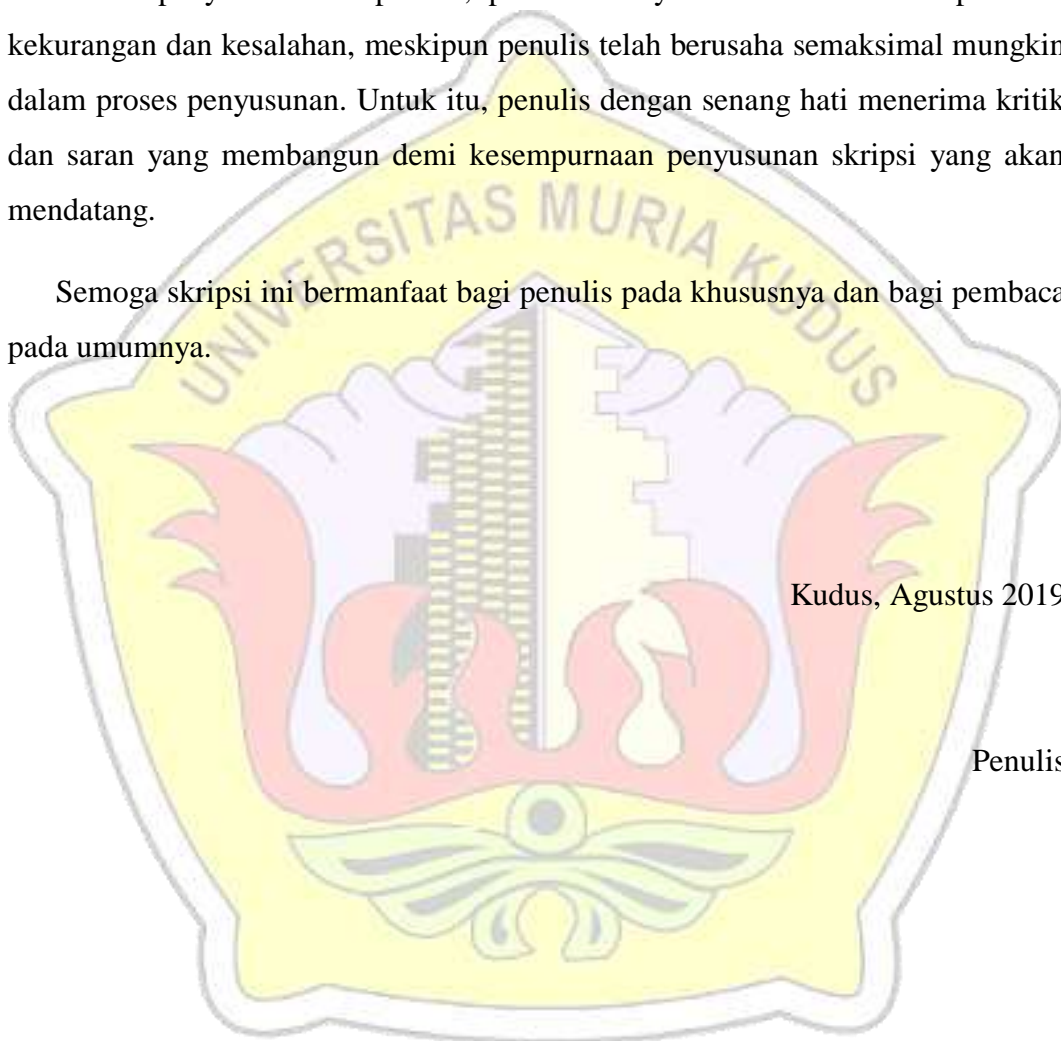 kekurangan dan kesalahan, meskipun penulis telah berusaha semaksimal mungkin
dalam proses penyusunan. Untuk itu, penulis dengan senang hati menerima kritik
dan saran yang membangun demi kesempurnaan penyusunan skripsi yang akan
mendatang.
UNIVERSITAS MURIA KUDUS
Semoga skripsi ini bermanfaat bagi penulis pada khususnya dan bagi pembaca
pada umumnya.
Kudus, Agustus 2019
Penulis